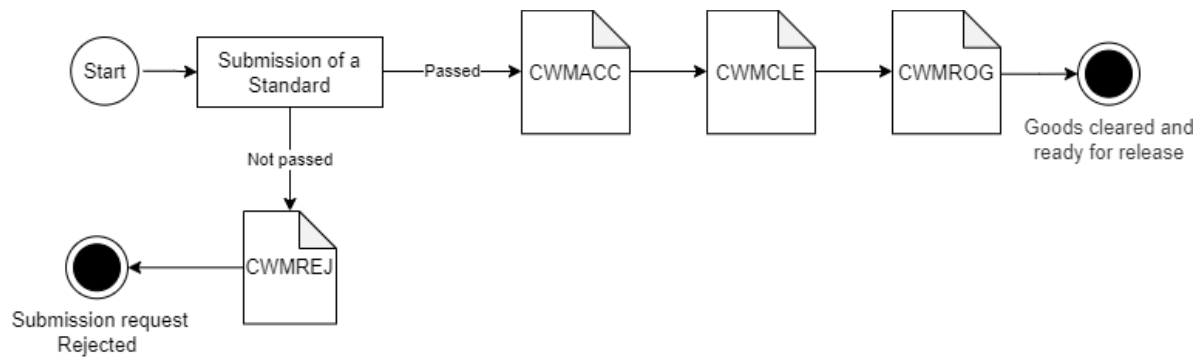 Start
Submission of a
Standard
Passed
CWMACC
CWMCLE
CWMROG
Goods cleared and
ready for release
Not passed
CWMREJ
Submission request
Rejected